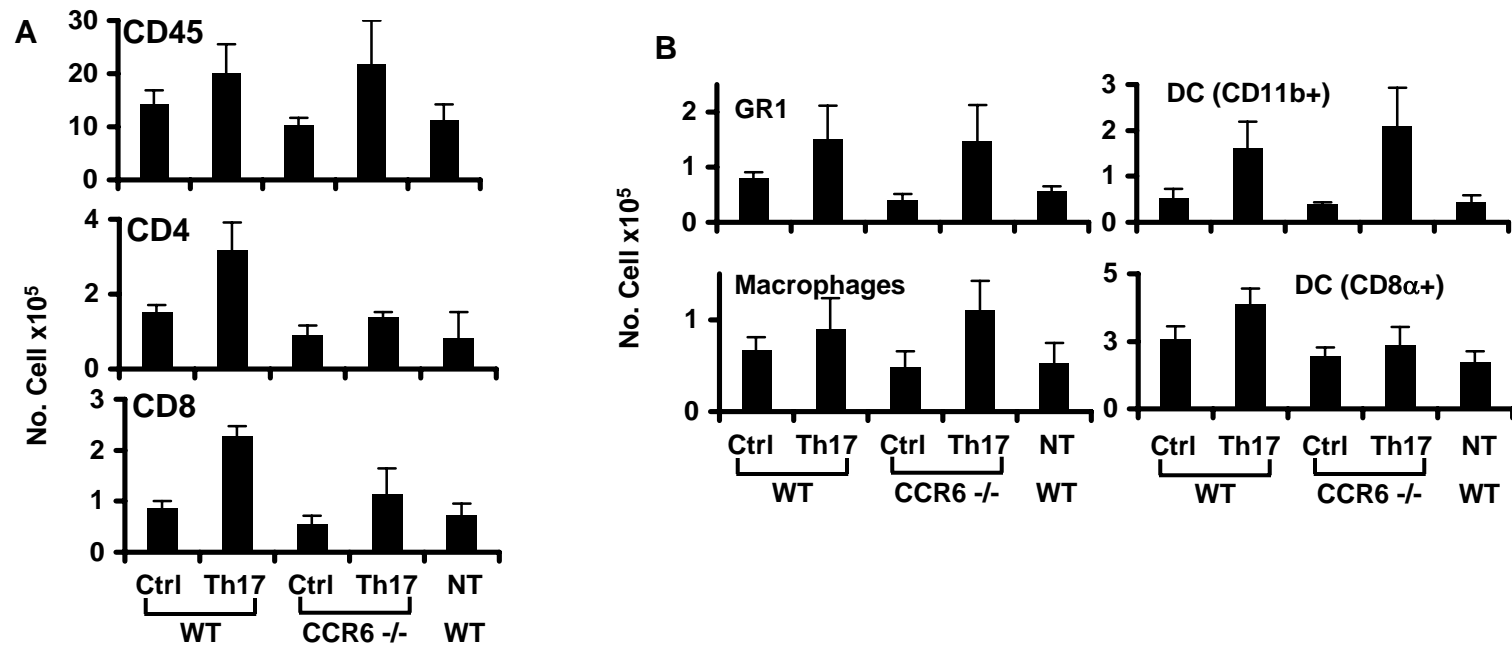 A
No. Cell x10⁵
CD45
30
20
10
0
CD4
4
2
0
CD8
3
2
1
0
Ctrl Th17 Ctrl Th17 NT
WT CCR6 -/- WT
B
No. Cell x10⁵
GR1
2
1
0
DC (CD11b+)
3
2
1
0
Macrophages
1
0
DC (CD8α+)
5
3
0
Ctrl Th17 Ctrl Th17 NT
WT CCR6 -/- WT
Ctrl Th17 Ctrl Th17 NT
WT CCR6 -/- WT